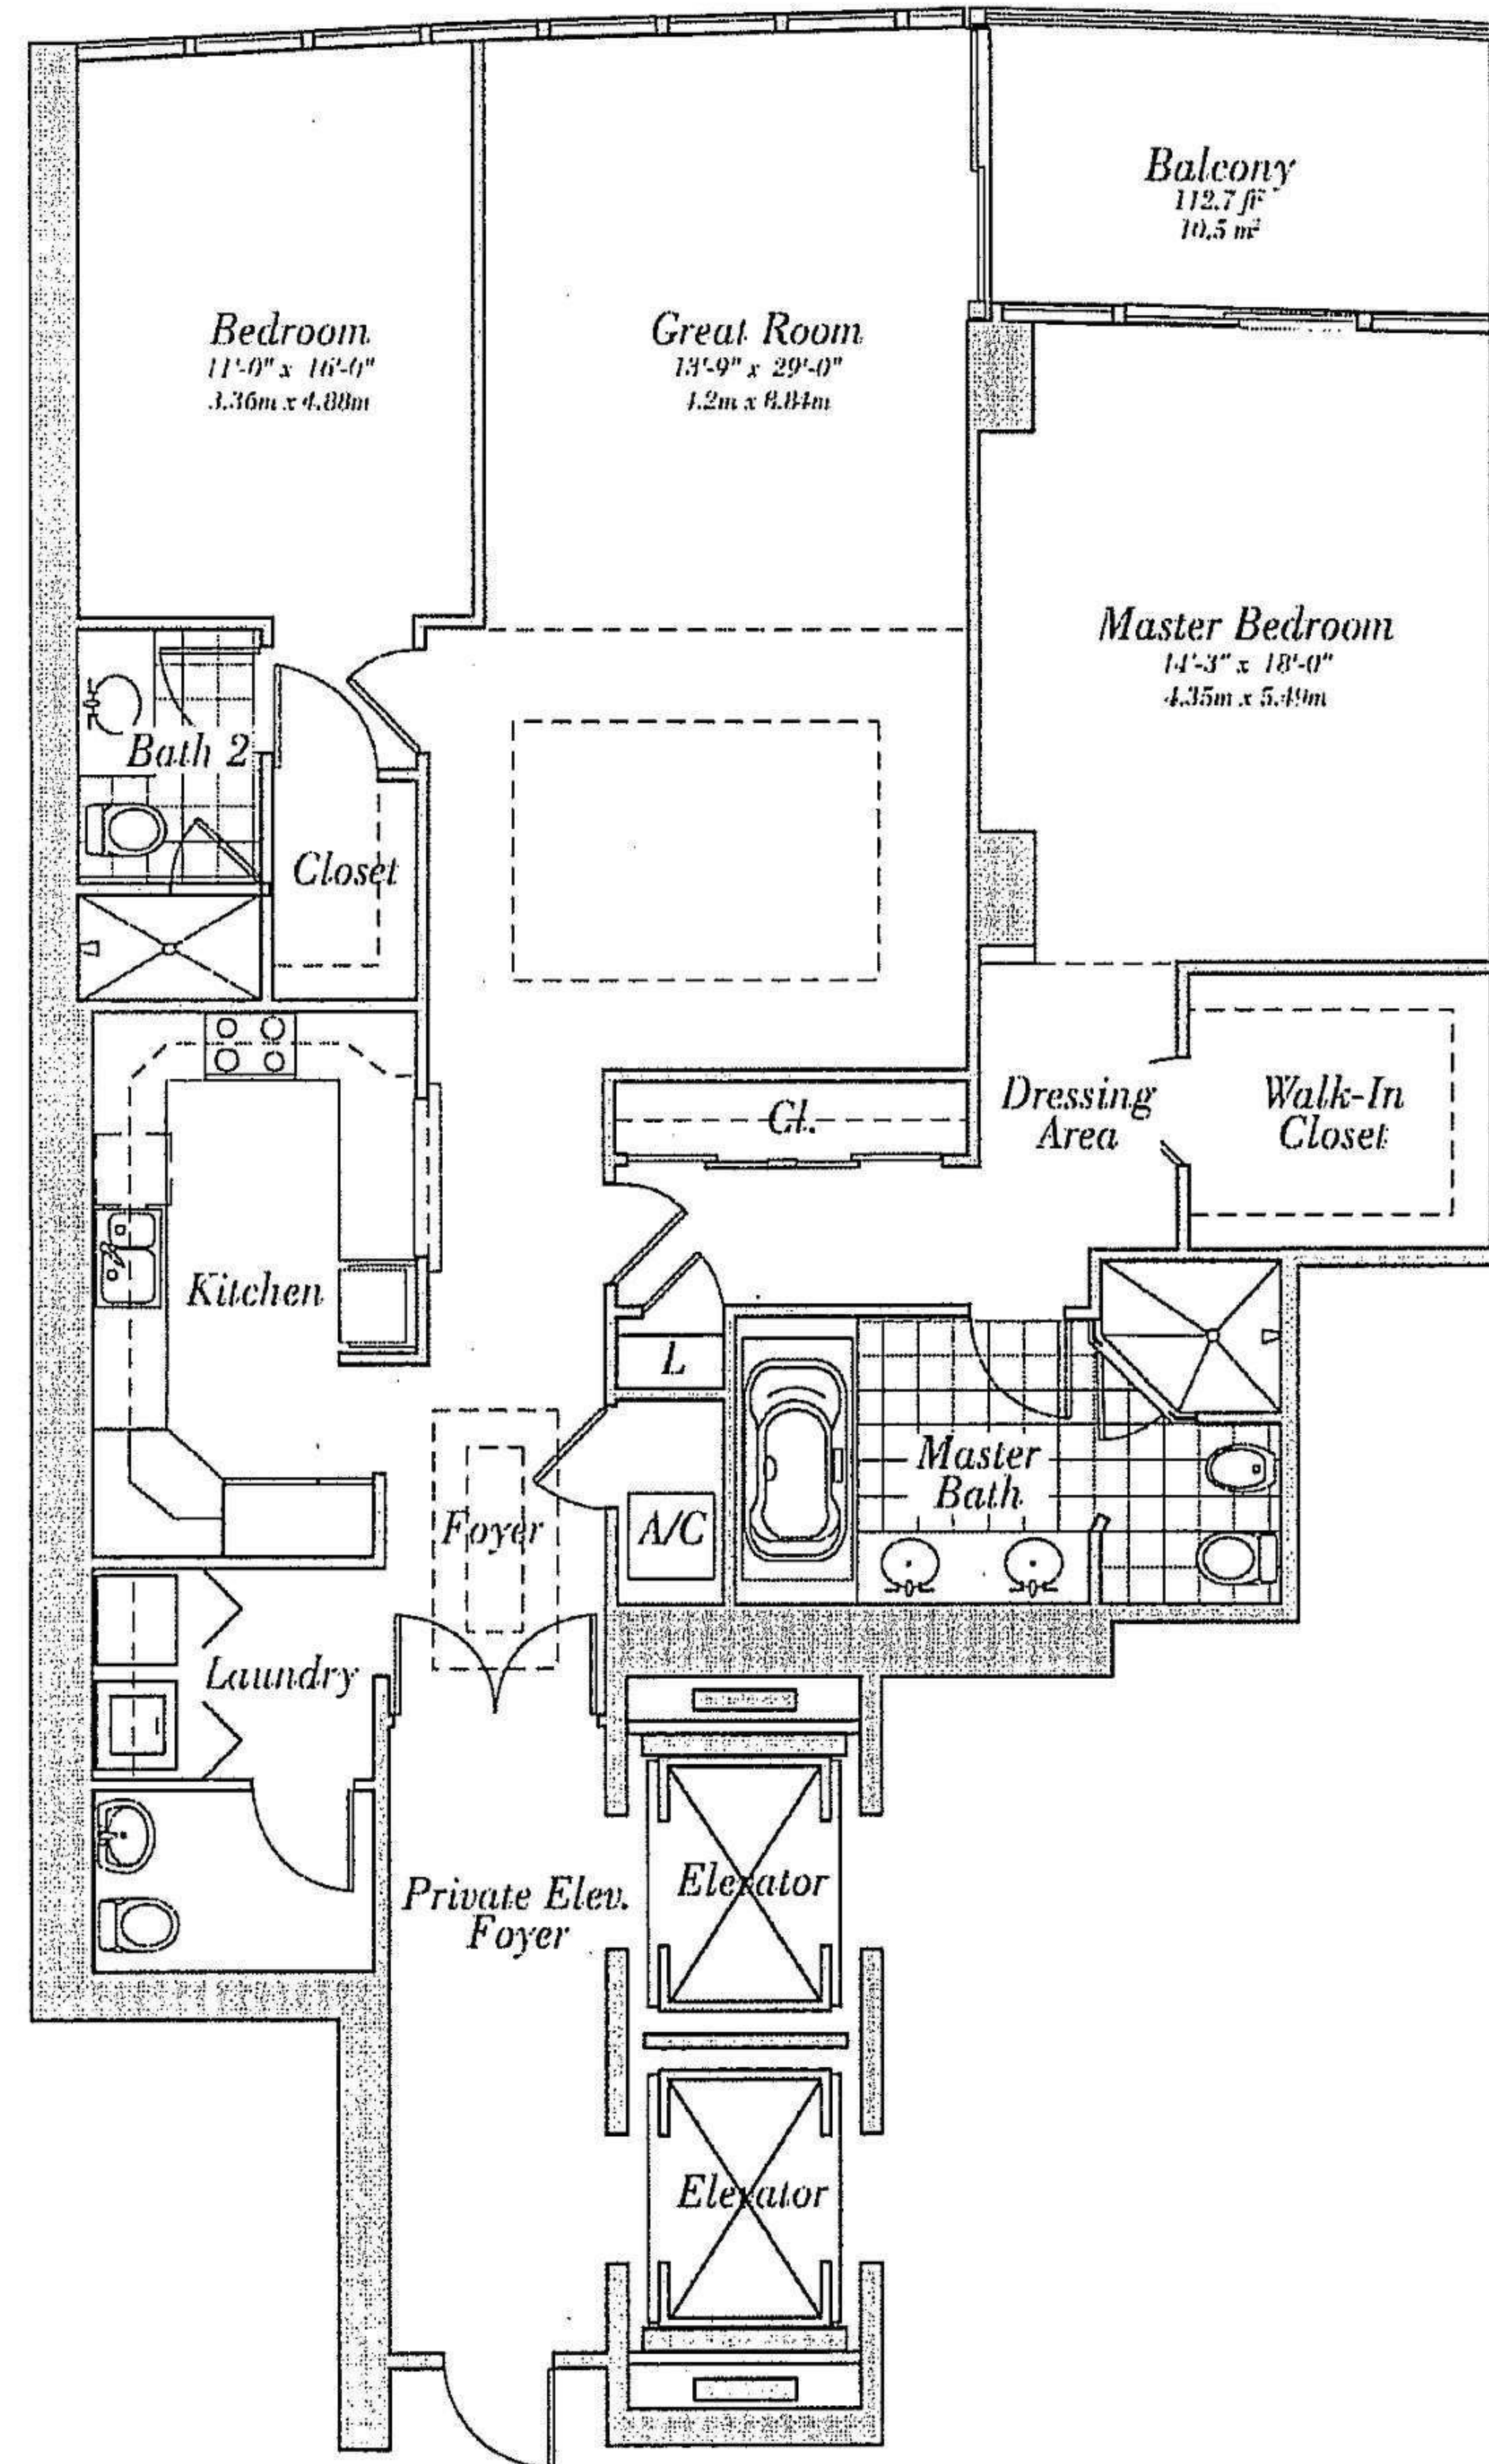 Balcony
112.7 ft²
10.5 m²
Bedroom
11'-0" x 16'-0"
3.36m x 4.88m
Great Room
13'-9" x 29'-0"
4.2m x 8.84m
Master Bedroom
14'-3" x 18'-0"
4.35m x 5.49m
Bath 2
Closet
Cl.
Dressing
Area
Walk-In
Closet
Kitchen
L
Master
Bath
Foyer
A/C
Laundry
Private Elev.
Foyer
Elevator
Elevator